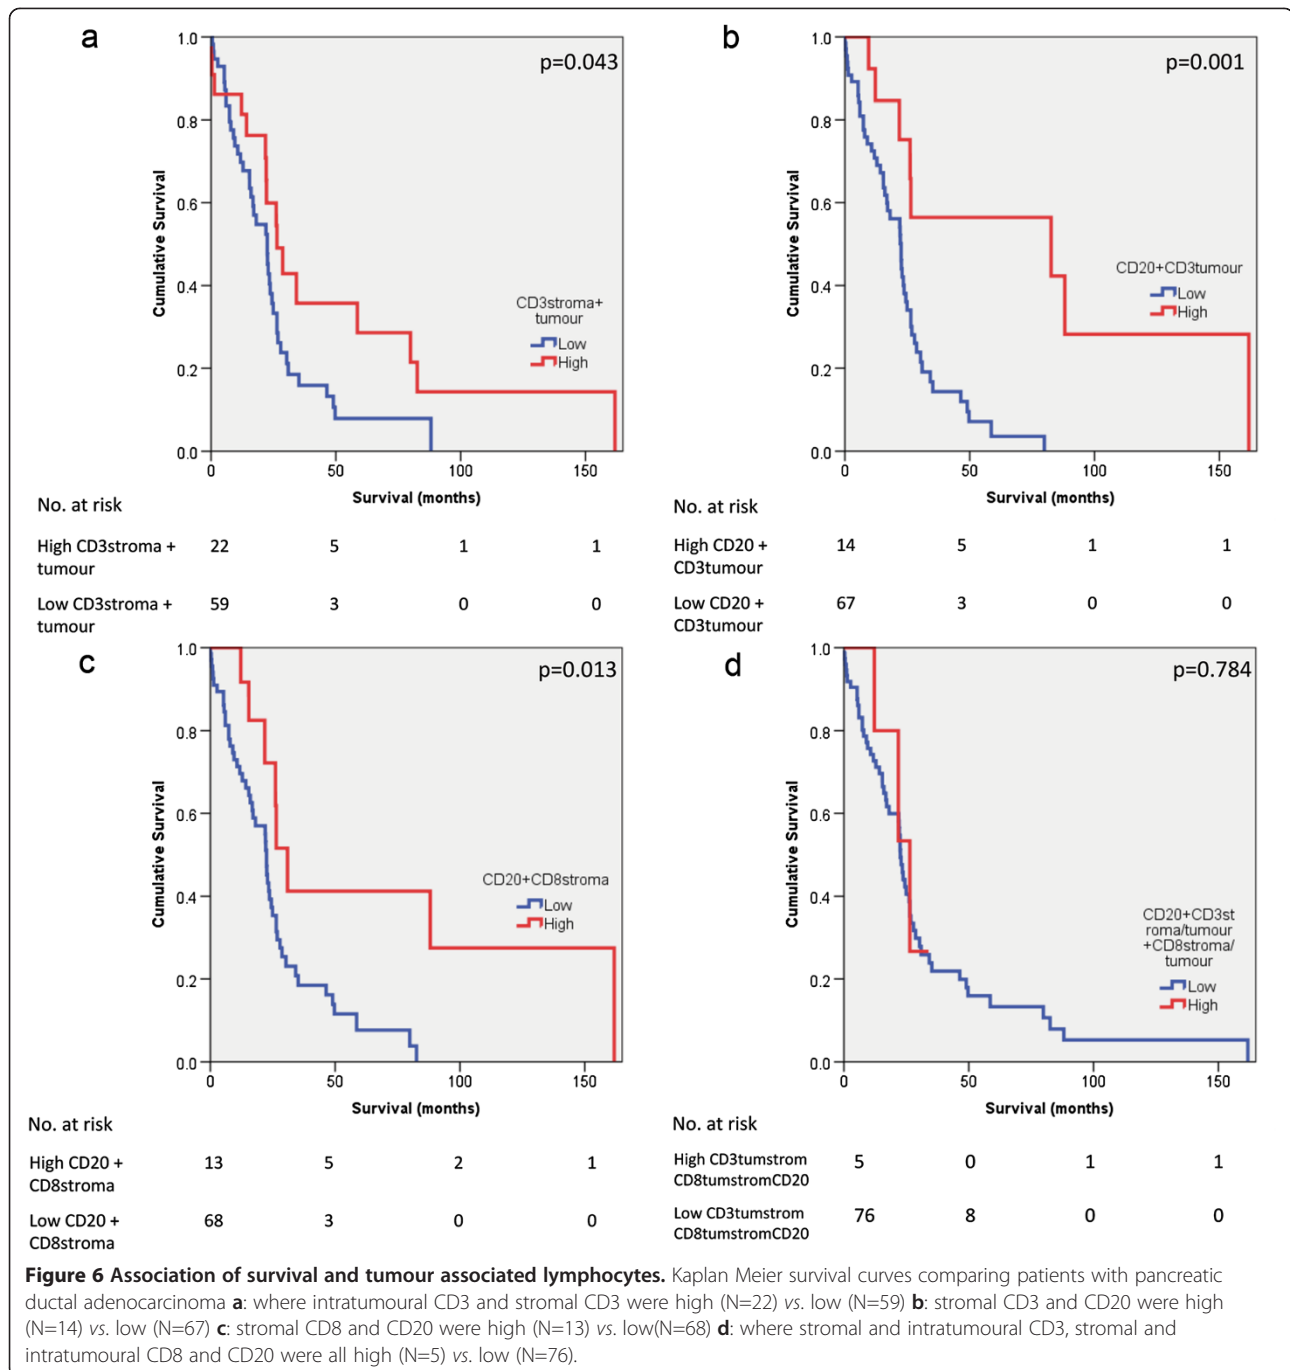 a
p=0.043
1.0
0.8
0.6
0.4
0.2
0.0
Cumulative Survival
CD3stroma+
tumour
Low
High
0 50 100 150
Survival (months)
No. at risk
High CD3stroma +
tumour
22 5 1 1
Low CD3stroma +
tumour
59 3 0 0
b
p=0.001
1.0
0.8
0.6
0.4
0.2
0.0
Cumulative Survival
CD20+CD3tumour
Low
High
0 50 100 150
Survival (months)
No. at risk
High CD20 +
CD3tumour
14 5 1 1
Low CD20 +
CD3tumour
67 3 0 0
c
p=0.013
1.0
0.8
0.6
0.4
0.2
0.0
Cumulative Survival
CD20+CD8stroma
Low
High
0 50 100 150
Survival (months)
No. at risk
High CD20 +
CD8stroma
13 5 2 1
Low CD20 +
CD8stroma
68 3 0 0
d
p=0.784
1.0
0.8
0.6
0.4
0.2
0.0
Cumulative Survival
CD20+CD3st
roma/tumour
+CD8stroma/
tumour
Low
High
0 50 100 150
Survival (months)
No. at risk
High CD3tumstrom
CD8tumstromCD20
5 0 1 1
Low CD3tumstrom
CD8tumstromCD20
76 8 0 0
Figure 6 Association of survival and tumour associated lymphocytes. Kaplan Meier survival curves comparing patients with pancreatic
ductal adenocarcinoma a: where intratumoural CD3 and stromal CD3 were high (N=22) vs. low (N=59) b: stromal CD3 and CD20 were high
(N=14) vs. low (N=67) c: stromal CD8 and CD20 were high (N=13) vs. low(N=68) d: where stromal and intratumoural CD3, stromal and
intratumoural CD8 and CD20 were all high (N=5) vs. low (N=76).